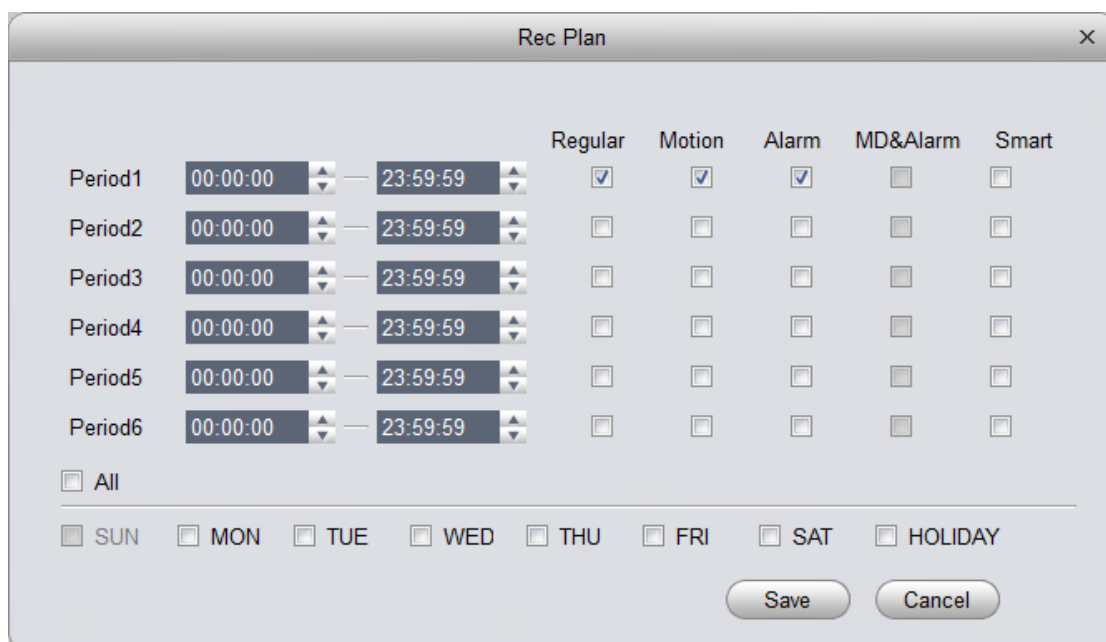 Rec Plan
Regular Motion Alarm MD&Alarm Smart
Period1 00:00:00 — 23:59:59
Period2 00:00:00 — 23:59:59
Period3 00:00:00 — 23:59:59
Period4 00:00:00 — 23:59:59
Period5 00:00:00 — 23:59:59
Period6 00:00:00 — 23:59:59
All
SUN MON TUE WED THU FRI SAT HOLIDAY
Save Cancel